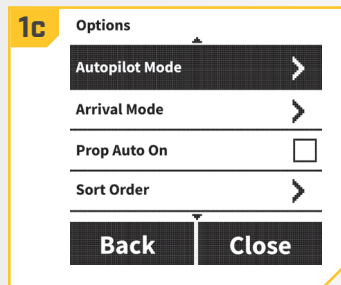 1c
Options
Autopilot Mode
Arrival Mode
Prop Auto On
Sort Order
Back Close